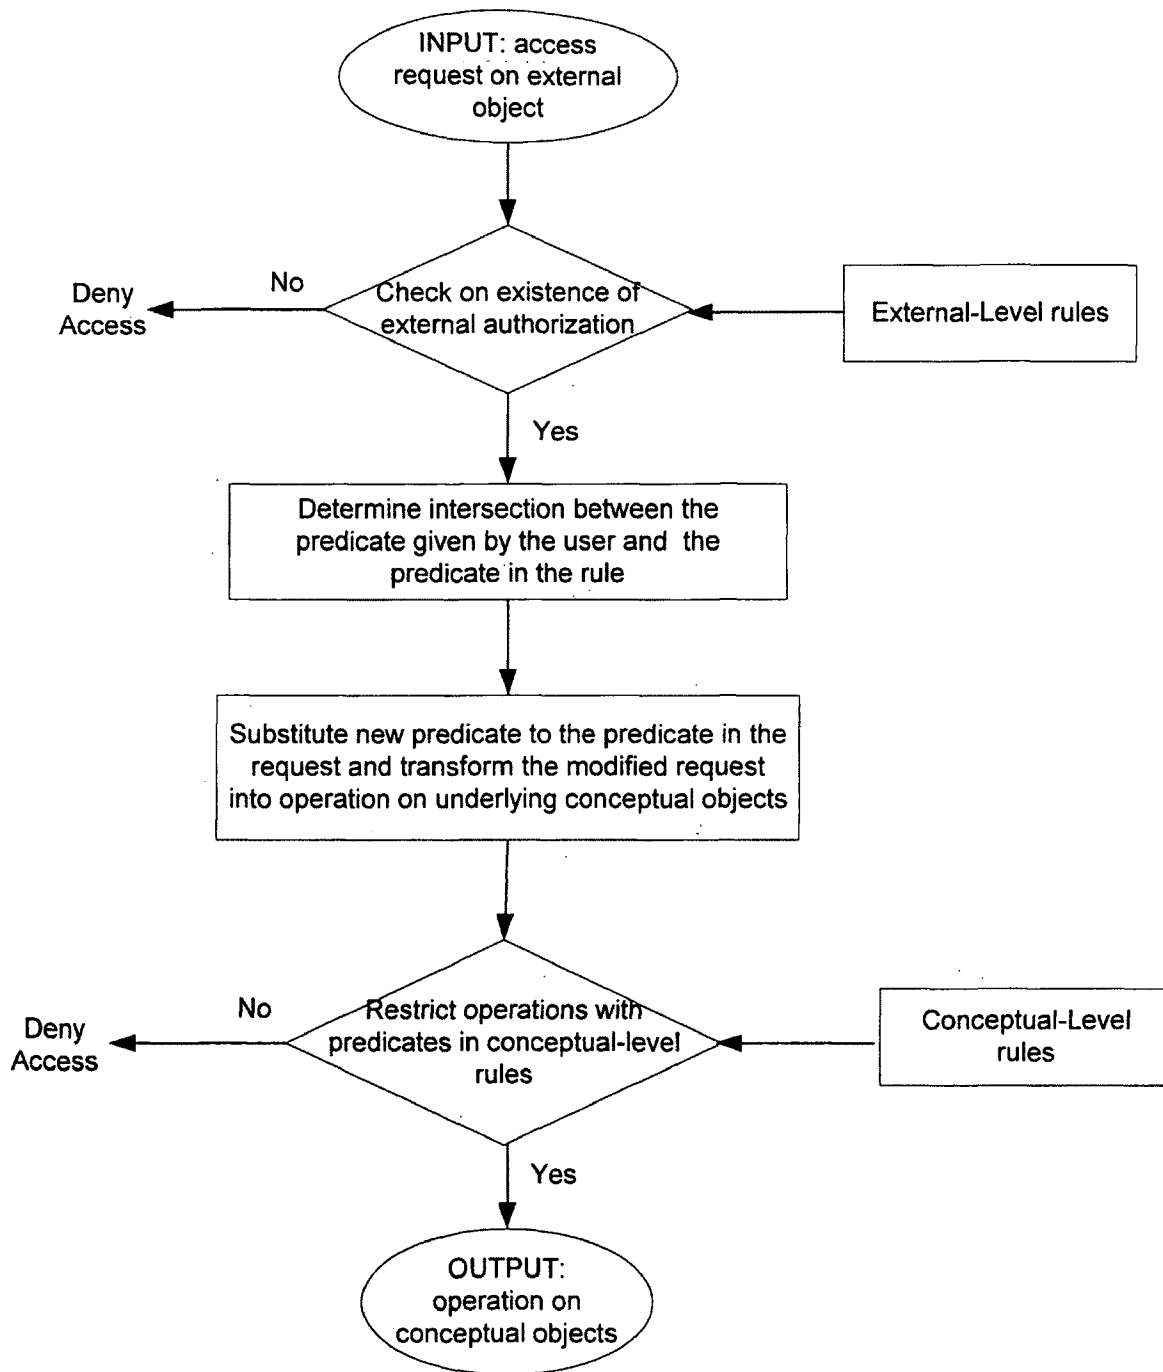 INPUT: access
request on external
object
No
Deny
Access
Check on existence of
external authorization
External-Level rules
Yes
Determine intersection between the
predicate given by the user and the
predicate in the rule
Substitute new predicate to the predicate in the
request and transform the modified request
into operation on underlying conceptual objects
No
Deny
Access
Restrict operations with
predicates in conceptual-level
rules
Conceptual-Level
rules
Yes
OUTPUT:
operation on
conceptual objects